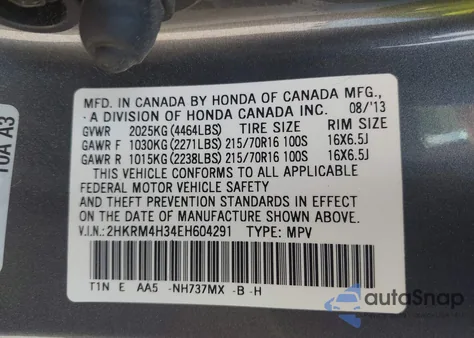 MFD. IN CANADA BY HONDA OF CANADA MFG.,
- A DIVISION OF HONDA CANADA INC. 08/'13
GVWR 2025KG (4464LBS) TIRE SIZE RIM SIZE
GAWR F 1030KG (2271LBS) 215/70R16 100S 16X6.5J
GAWR R 1015KG (2238LBS) 215/70R16 100S 16X6.5J
THIS VEHICLE CONFORMS TO ALL APPLICABLE
FEDERAL MOTOR VEHICLE SAFETY
AND THEFT PREVENTION STANDARDS IN EFFECT
ON THE DATE OF MANUFACTURE SHOWN ABOVE.
V.I.N.: 2HKRM4H34EH604291 TYPE: MPV
T1N E AA5 -NH737MX -B -H
10A A3
autoSnap